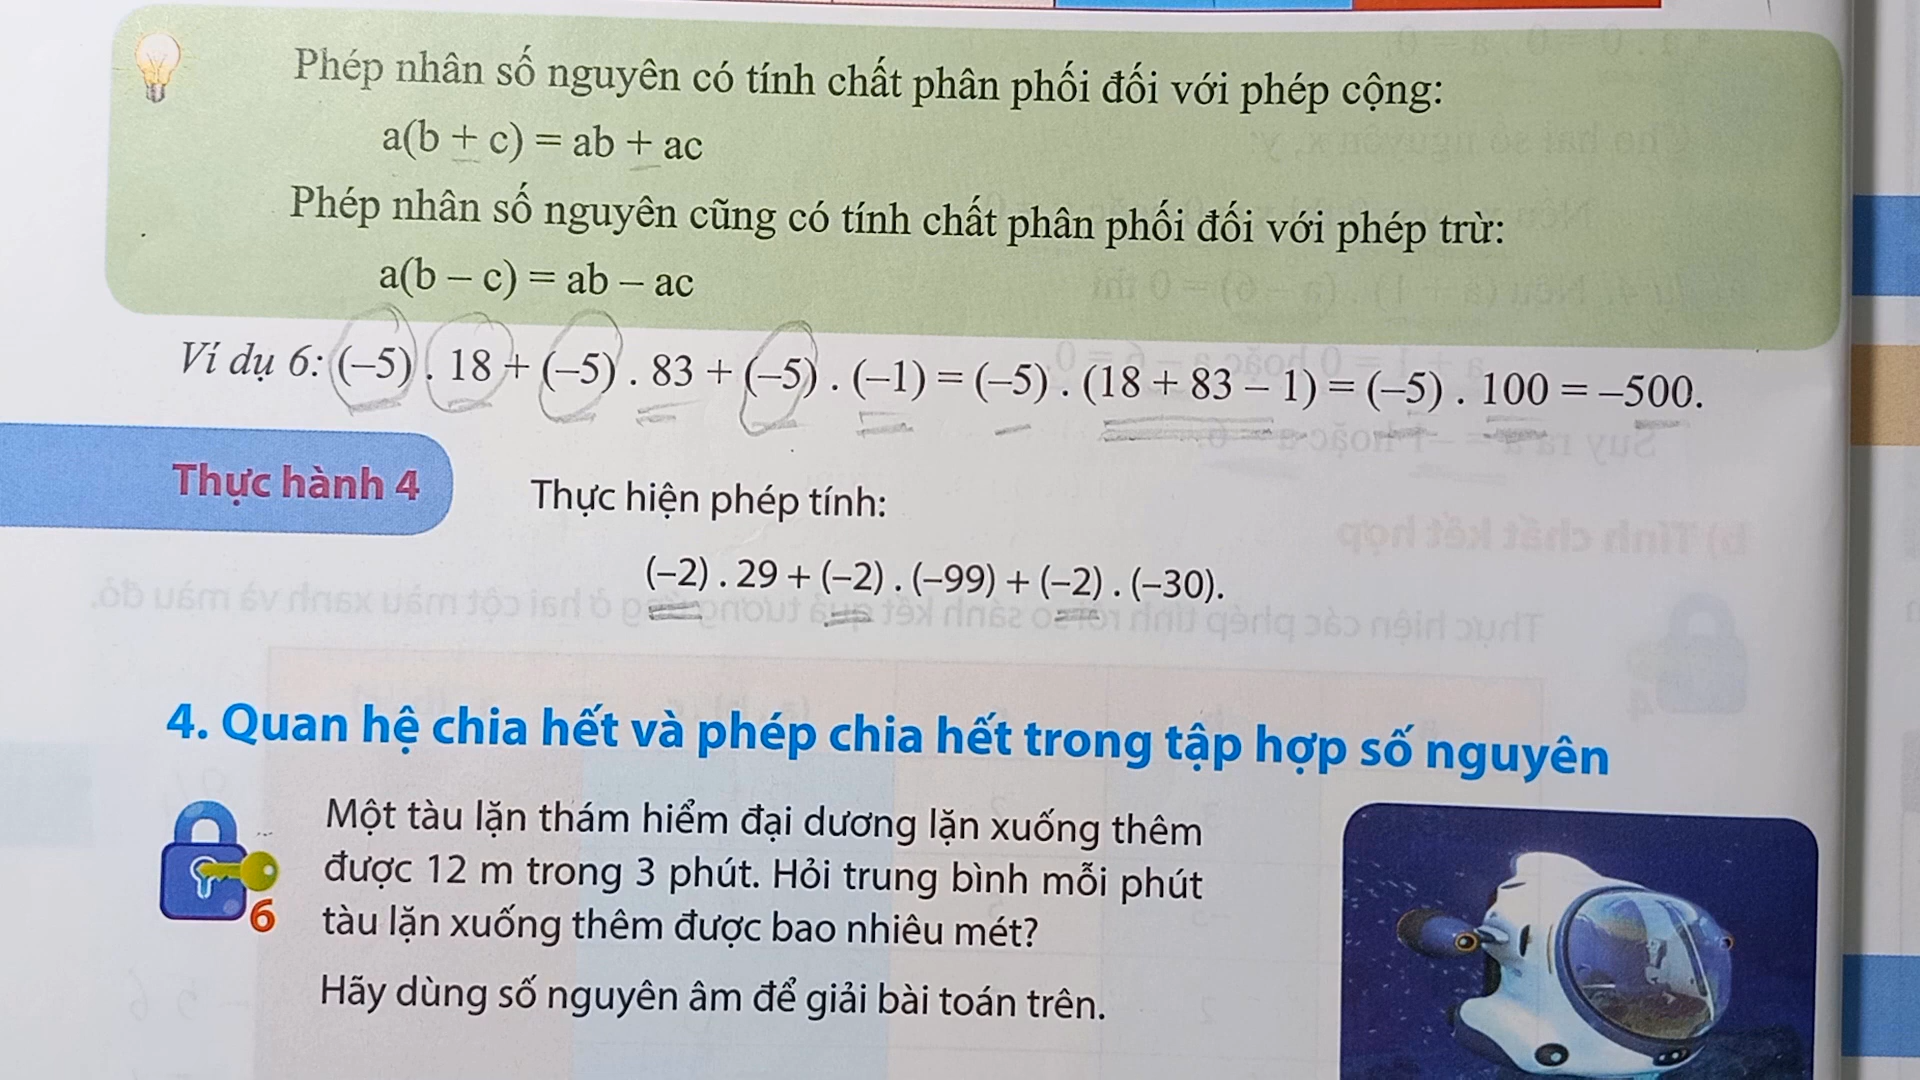 Phép nhân số nguyên có tính chất phân phối đối với phép cộng:
a(b + c) = ab + ac
Phép nhân số nguyên cũng có tính chất phân phối đối với phép trừ:
a(b – c) = ab – ac
Ví dụ 6: (–5) . 18 + (–5) . 83 + (–5) . (–1) = (–5) . (18 + 83 – 1) = (–5) . 100 = –500.
Thực hành 4
Thực hiện phép tính:
(–2) . 29 + (–2) . (–99) + (–2) . (–30).
4. Quan hệ chia hết và phép chia hết trong tập hợp số nguyên
6
Một tàu lặn thám hiểm đại dương lặn xuống thêm
được 12 m trong 3 phút. Hỏi trung bình mỗi phút
tàu lặn xuống thêm được bao nhiêu mét?
Hãy dùng số nguyên âm để giải bài toán trên.